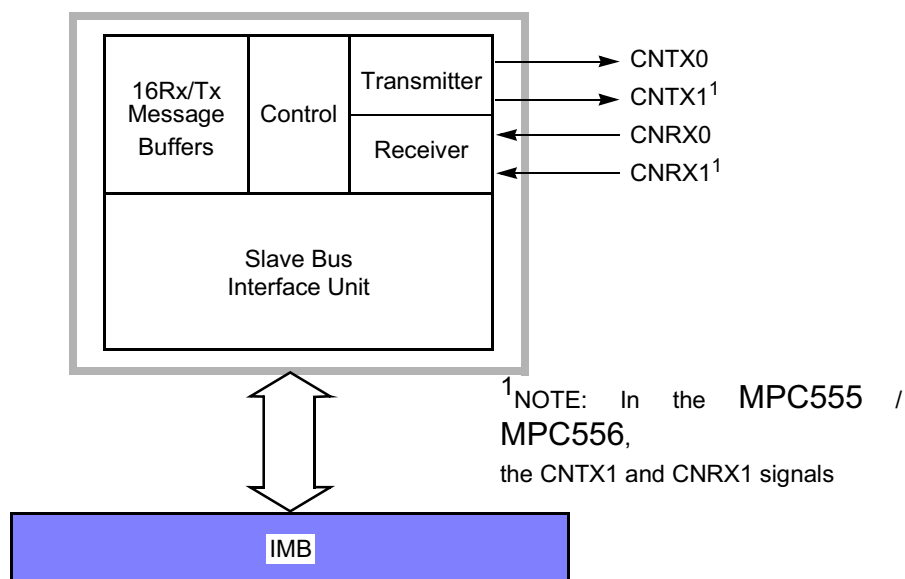 16Rx/Tx
Message
Buffers
Control
Transmitter
Receiver
CNTX0
CNTX1¹
CNRX0
CNRX1¹
Slave Bus
Interface Unit
¹NOTE: In the MPC555 /
MPC556,
the CNTX1 and CNRX1 signals
IMB